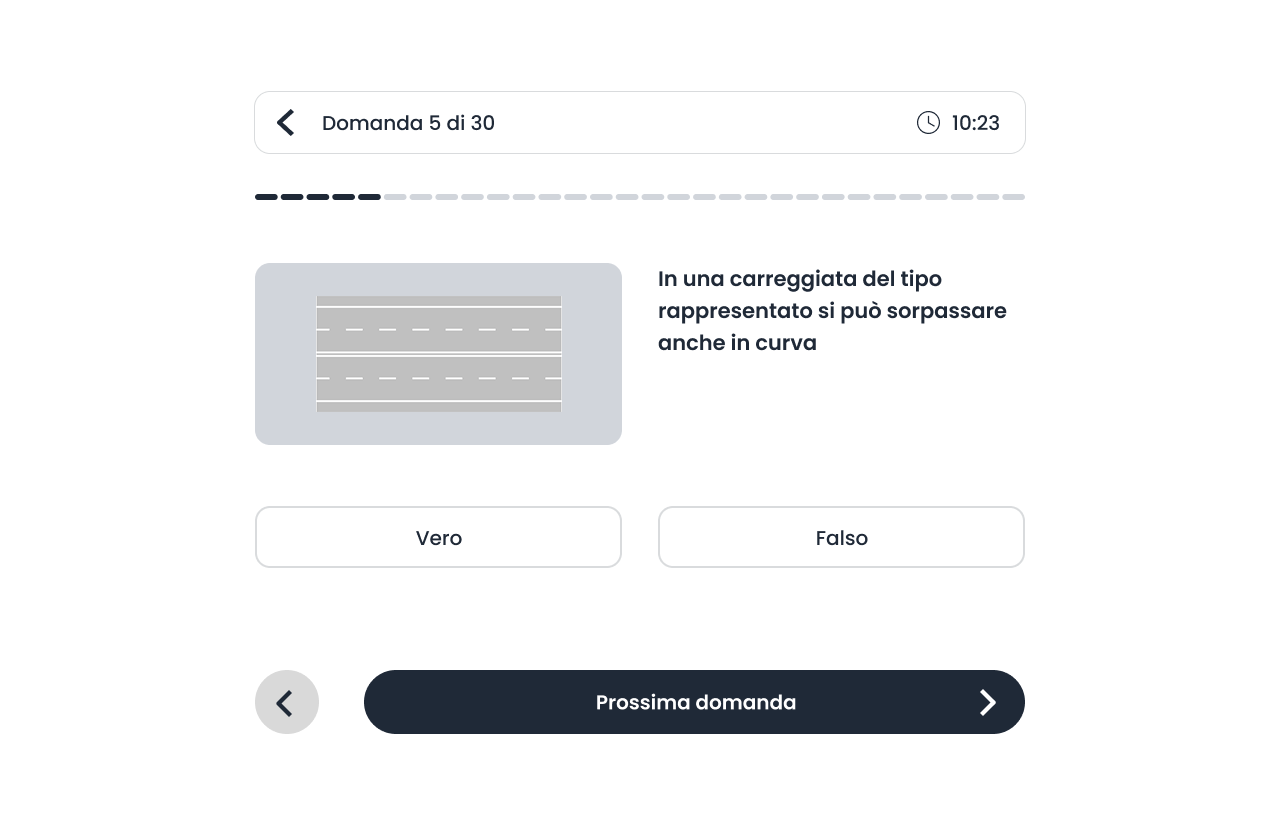 Domanda 5 di 30
10:23
In una carreggiata del tipo
rappresentato si può sorpassare
anche in curva
Vero
Falso
Prossima domanda